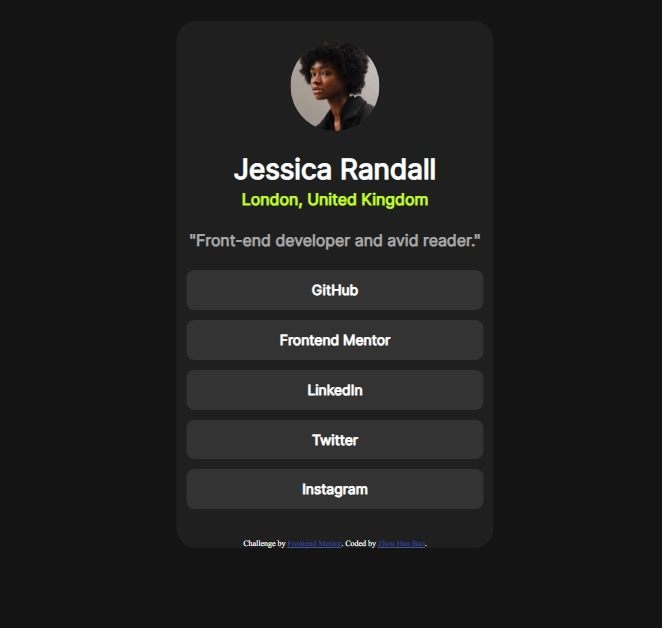 Jessica Randall
London, United Kingdom
"Front-end developer and avid reader."
GitHub
Frontend Mentor
LinkedIn
Twitter
Instagram
Challenge by Frontend Mentor. Coded by Zhou Han Bao.